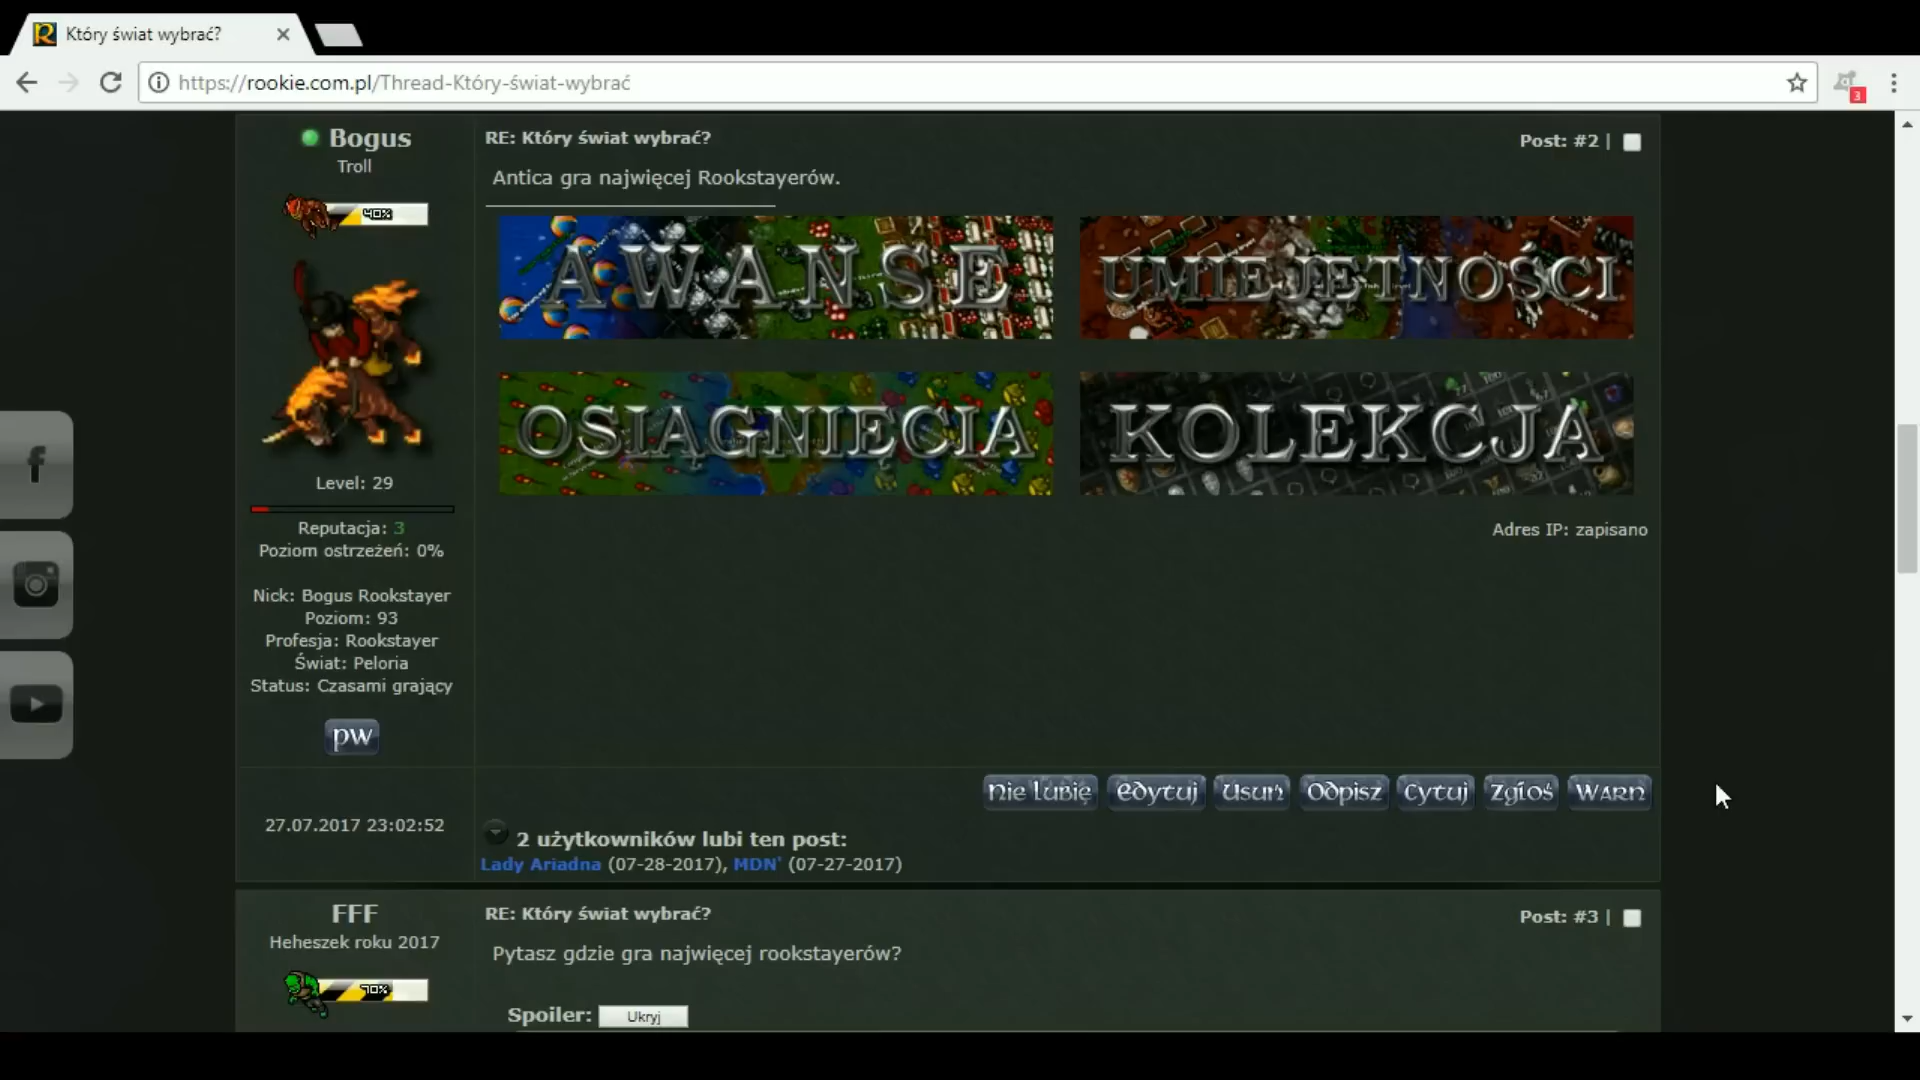 Który świat wybrać?
https://rookie.com.pl/Thread-Który-świat-wybrać
3
Bogus
Troll
40%
Level: 29
Reputacja: 3
Poziom ostrzeżeń: 0%
Nick: Bogus Rookstayer
Poziom: 93
Profesja: Rookstayer
Świat: Peloria
Status: Czasami grający
pw
27.07.2017 23:02:52
RE: Który świat wybrać?
Post: #2 |
Antica gra najwięcej Rookstayerów.
AWANSE
UMIEJĘTNOŚCI
OSIĄGNIĘCIA
KOLEKCJA
Adres IP: zapisano
Nie lubię Edytuj Usuń Odpisz Cytuj Zgłoś Warn
2 użytkowników lubi ten post:
Lady Ariadna (07-28-2017), MDN' (07-27-2017)
FFF
Heheszek roku 2017
70%
RE: Który świat wybrać?
Post: #3 |
Pytasz gdzie gra najwięcej rookstayerów?
Spoiler: Ukryj